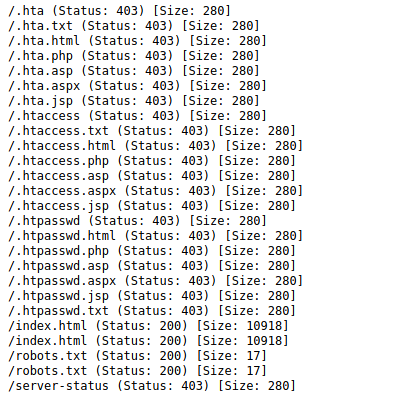 /.hta (Status: 403) [Size: 280]
/.hta.txt (Status: 403) [Size: 280]
/.hta.html (Status: 403) [Size: 280]
/.hta.php (Status: 403) [Size: 280]
/.hta.asp (Status: 403) [Size: 280]
/.hta.aspx (Status: 403) [Size: 280]
/.hta.jsp (Status: 403) [Size: 280]
/.htaccess (Status: 403) [Size: 280]
/.htaccess.txt (Status: 403) [Size: 280]
/.htaccess.html (Status: 403) [Size: 280]
/.htaccess.php (Status: 403) [Size: 280]
/.htaccess.asp (Status: 403) [Size: 280]
/.htaccess.aspx (Status: 403) [Size: 280]
/.htaccess.jsp (Status: 403) [Size: 280]
/.htpasswd (Status: 403) [Size: 280]
/.htpasswd.html (Status: 403) [Size: 280]
/.htpasswd.php (Status: 403) [Size: 280]
/.htpasswd.asp (Status: 403) [Size: 280]
/.htpasswd.aspx (Status: 403) [Size: 280]
/.htpasswd.jsp (Status: 403) [Size: 280]
/.htpasswd.txt (Status: 403) [Size: 280]
/index.html (Status: 200) [Size: 10918]
/index.html (Status: 200) [Size: 10918]
/robots.txt (Status: 200) [Size: 17]
/robots.txt (Status: 200) [Size: 17]
/server-status (Status: 403) [Size: 280]